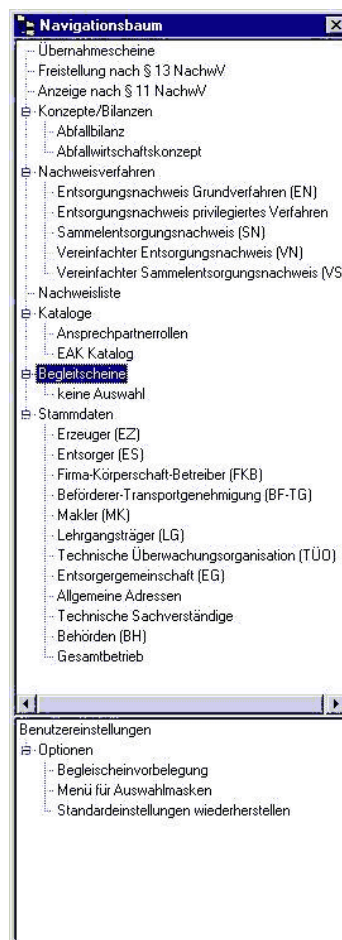 Navigationsbaum
Übernahmescheine
Freistellung nach § 13 NachwV
Anzeige nach § 11 NachwV
Konzepte/Bilanzen
Abfallbilanz
Abfallwirtschaftskonzept
Nachweisverfahren
Entsorgungsnachweis Grundverfahren (EN)
Entsorgungsnachweis privilegiertes Verfahren
Sammelentsorgungsnachweis (SN)
Vereinfachter Entsorgungsnachweis (VN)
Vereinfachter Sammelentsorgungsnachweis (VS
Nachweisliste
Kataloge
Ansprechpartnerrollen
EAK Katalog
Begleitscheine
keine Auswahl
Stammdaten
Erzeuger (EZ)
Entsorger (ES)
Firma-Körperschaft-Betreiber (FKB)
Beförderer-Transportgenehmigung (BF-TG)
Makler (MK)
Lehrgangsträger (LG)
Technische Überwachungsorganisation (TÜO)
Entsorgergemeinschaft (EG)
Allgemeine Adressen
Technische Sachverständige
Behörden (BH)
Gesamtbetrieb
Benutzereinstellungen
Optionen
Begleischeinvorbelegung
Menü für Auswahlmasken
Standardeinstellungen wiederherstellen